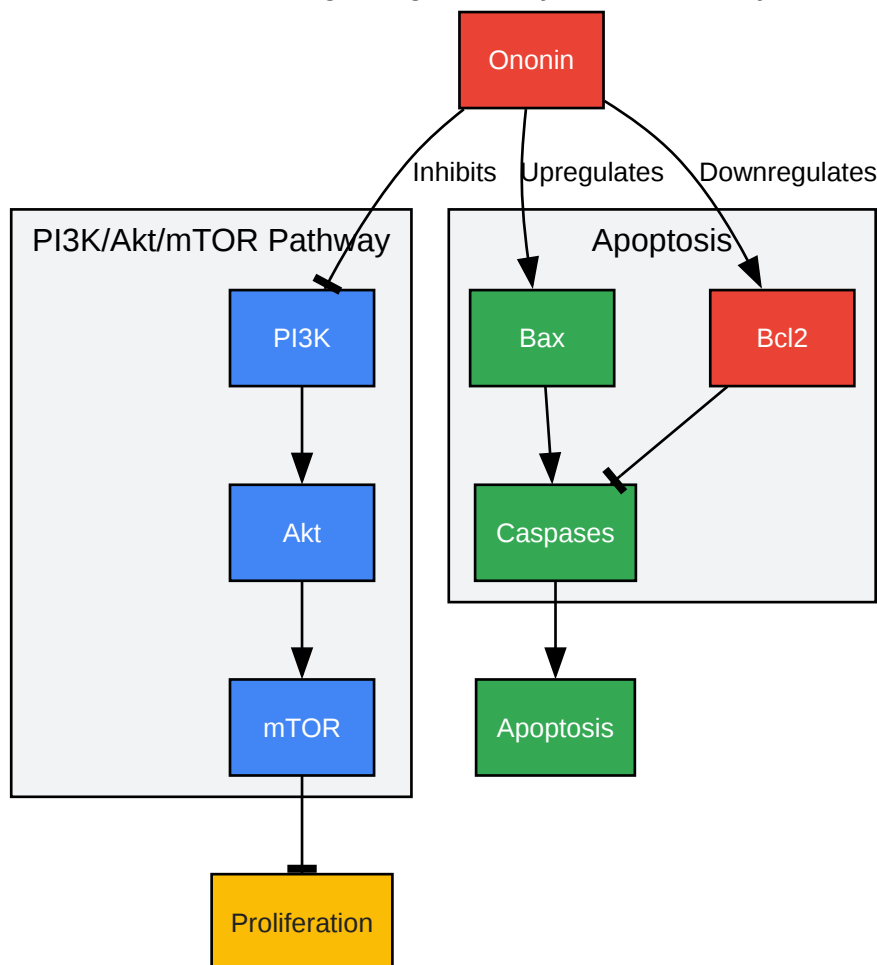 Ononin
Inhibits
Upregulates
Downregulates
PI3K/Akt/mTOR Pathway
Apoptosis
PI3K
Bax
Bcl2
Akt
Caspases
mTOR
Apoptosis
Proliferation